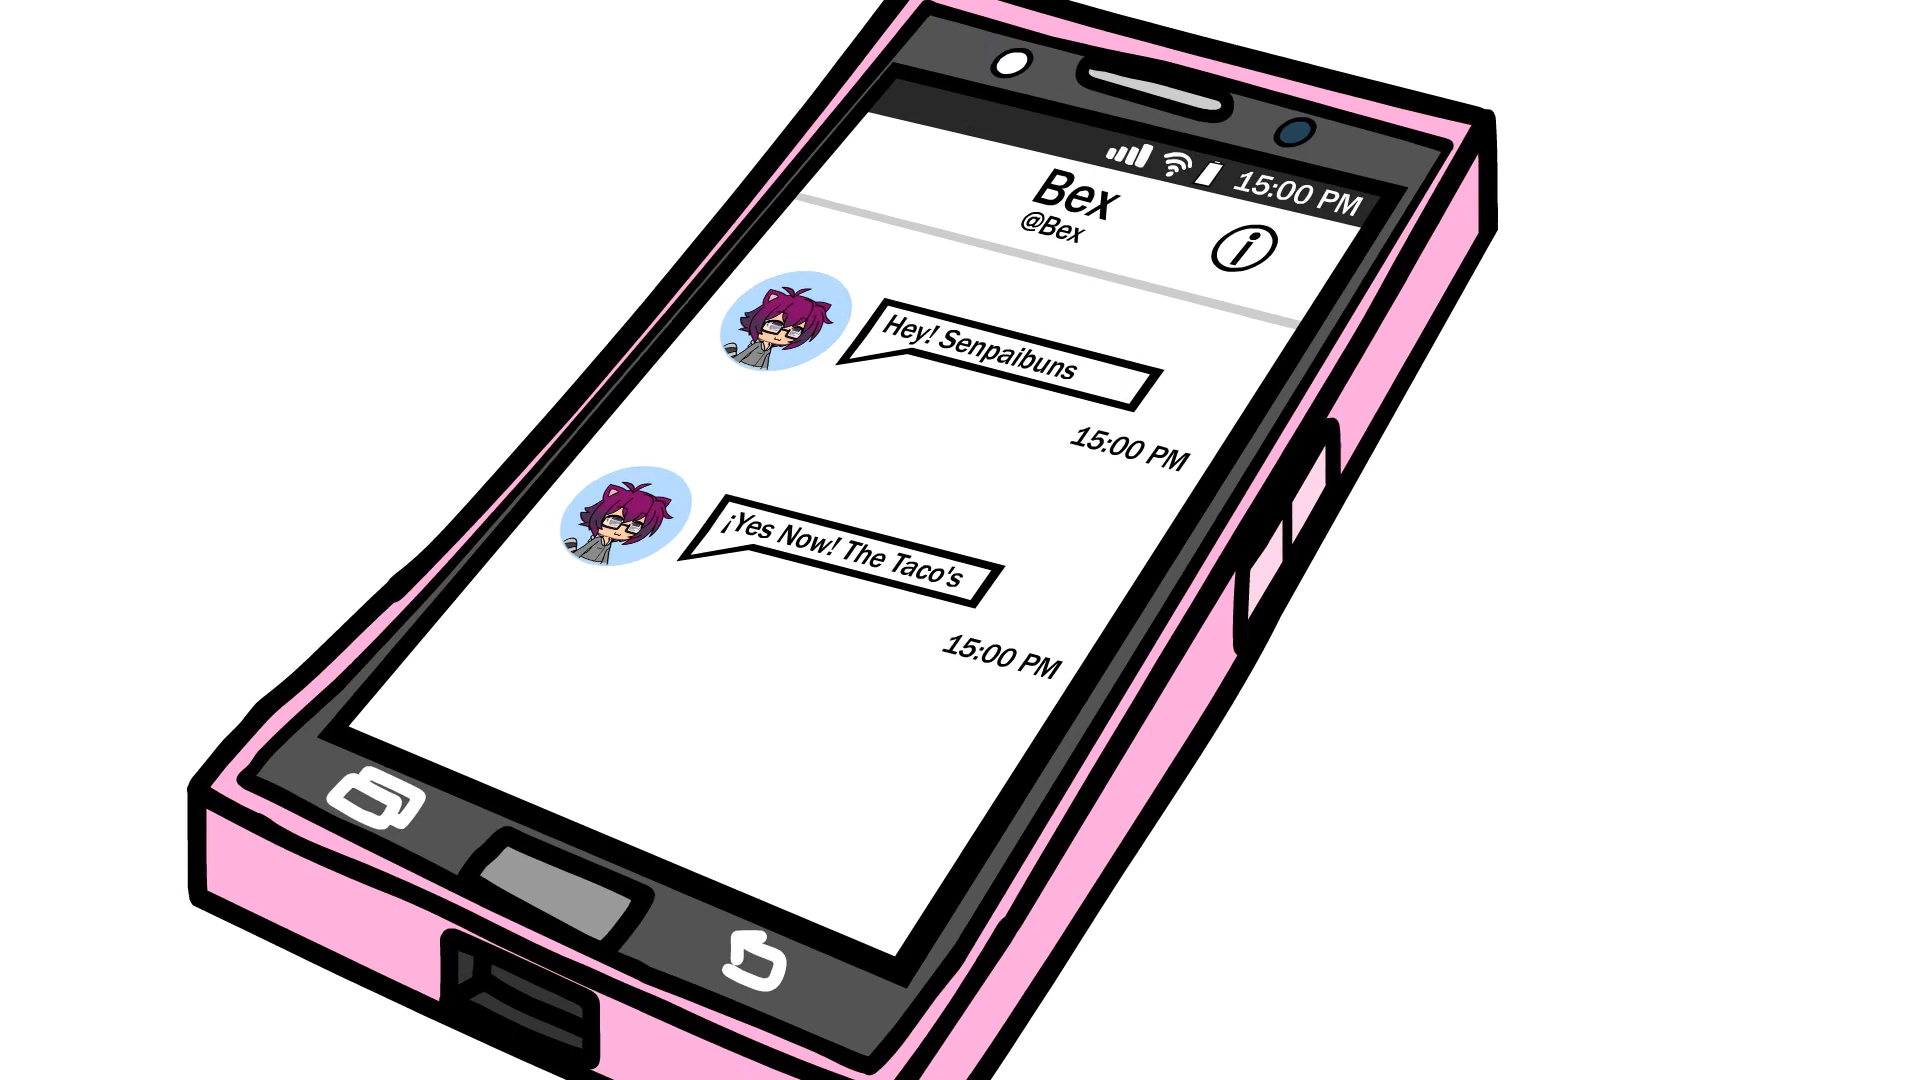 15:00 PM
Bex
@Bex
Hey! Senpaibuns
15:00 PM
¡Yes Now! The Taco's
15:00 PM